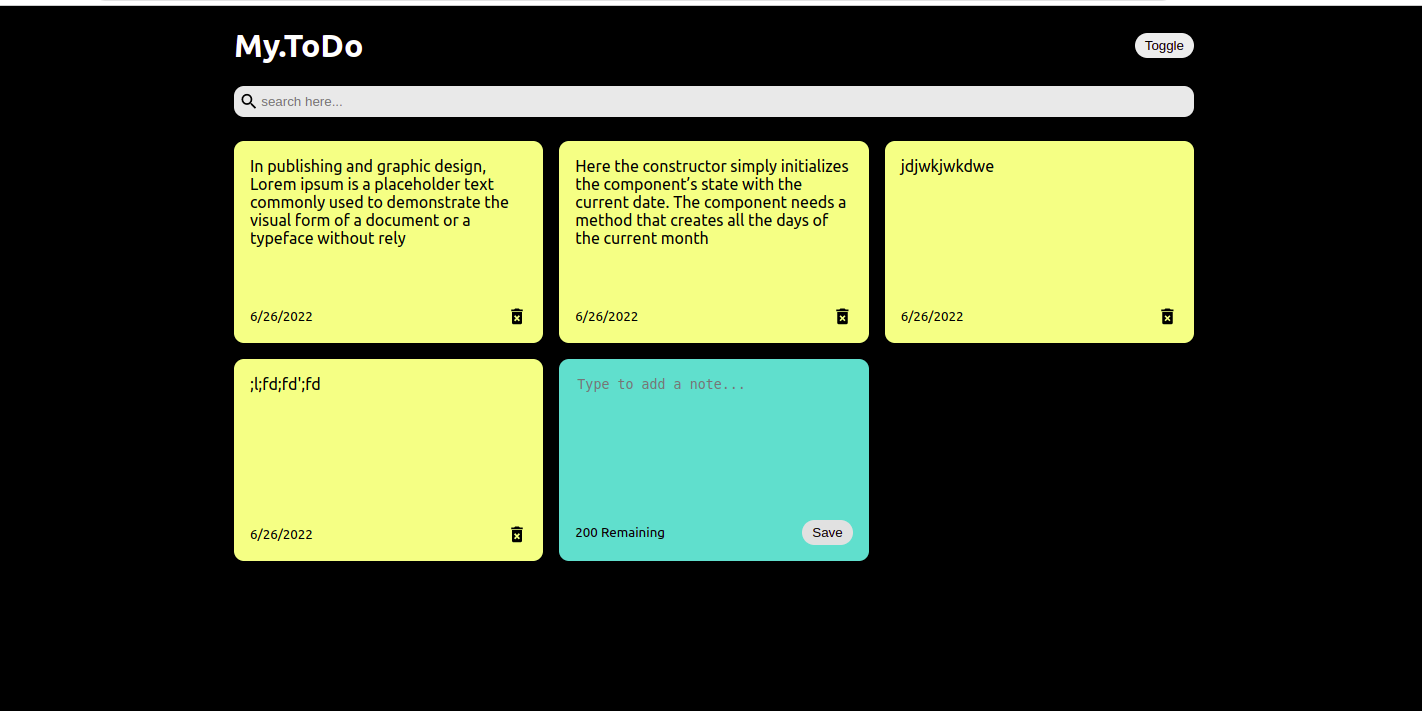 My.ToDo
Toggle
search here...
In publishing and graphic design,
Lorem ipsum is a placeholder text
commonly used to demonstrate the
visual form of a document or a
typeface without rely
6/26/2022
Here the constructor simply initializes
the component’s state with the
current date. The component needs a
method that creates all the days of
the current month
6/26/2022
jdjwkjwkdwe
6/26/2022
;l;fd;fd';fd
6/26/2022
Type to add a note...
200 Remaining
Save